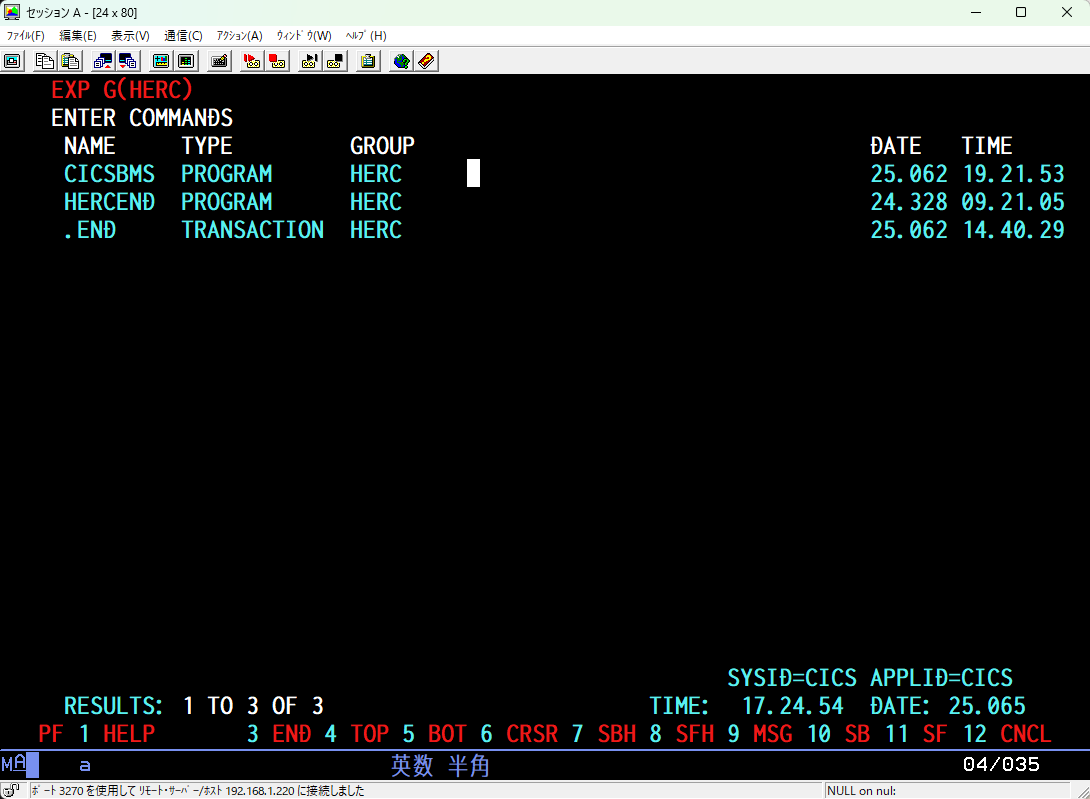 セッション A - [24 x 80]
ﾌｧｲﾙ(F) 編集(E) 表示(V) 通信(C) ｱｸｼｮﾝ(A) ｳｨﾝﾄﾞｳ(W) ﾍﾙﾌﾟ(H)
EXP G(HERC)
ENTER COMMANDS
NAME TYPE GROUP DATE TIME
CICSBMS PROGRAM HERC 25.062 19.21.53
HERCEND PROGRAM HERC 24.328 09.21.05
.END TRANSACTION HERC 25.062 14.40.29
SYSID=CICS APPLID=CICS
RESULTS: 1 TO 3 OF 3 TIME: 17.24.54 DATE: 25.065
PF 1 HELP 3 END 4 TOP 5 BOT 6 CRSR 7 SBH 8 SFH 9 MSG 10 SB 11 SF 12 CNCL
MA a 英数 半角 04/035
ﾎﾟｰﾄ 3270 を使用して ﾘﾓｰﾄ･ｻｰﾊﾞｰ/ﾎｽﾄ 192.168.1.220 に接続しました NULL on nul: